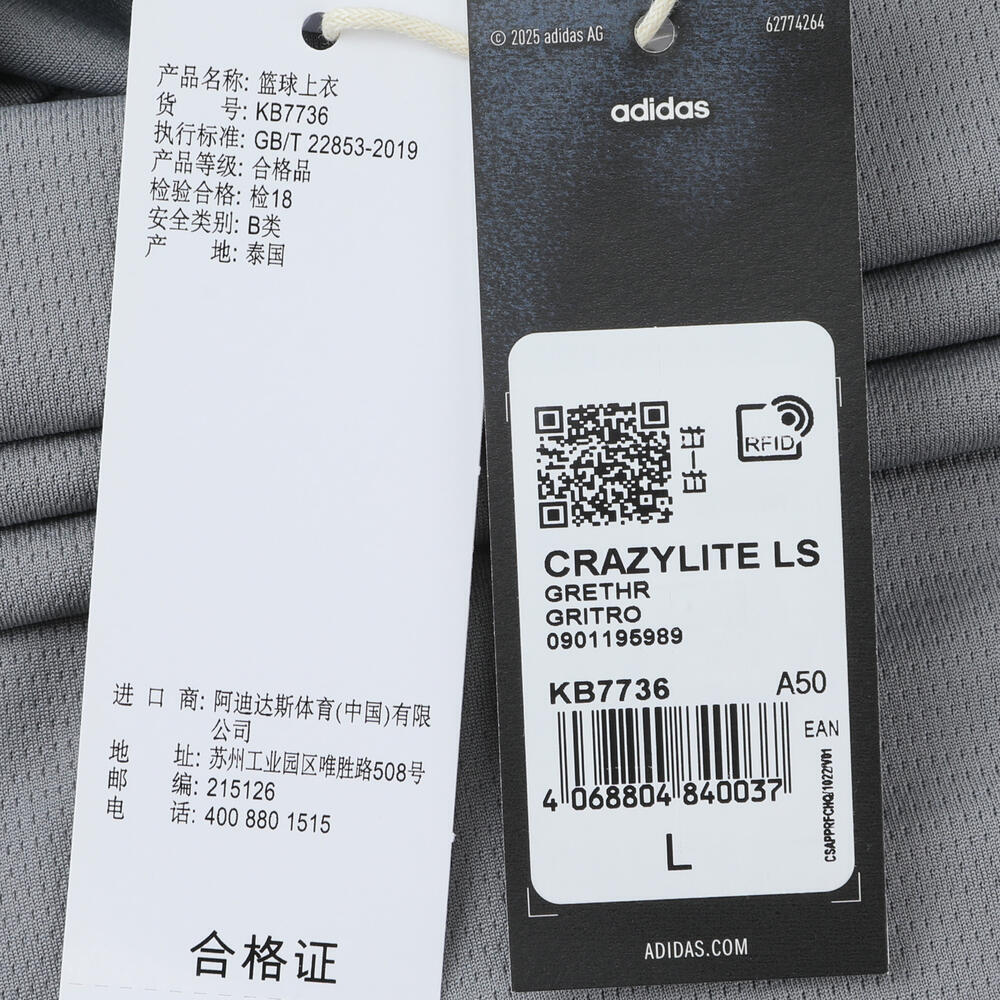 产品名称: 篮球上衣
货 号: KB7736
执行标准: GB/T 22853-2019
产品等级: 合格品
检验合格: 检18
安全类别: B类
产 地: 泰国
进 口 商: 阿迪达斯体育(中国)有限
公司
地 址: 苏州工业园区唯胜路508号
邮 编: 215126
电 话: 400 880 1515
合格证
© 2025 adidas AG
62774264
adidas
RFID
CRAZYLITE LS
GRETHR
GRITRO
0901195989
KB7736 A50
EAN
4 068804 840037
CSAPPRFCHQ/1022/V01
L
ADIDAS.COM